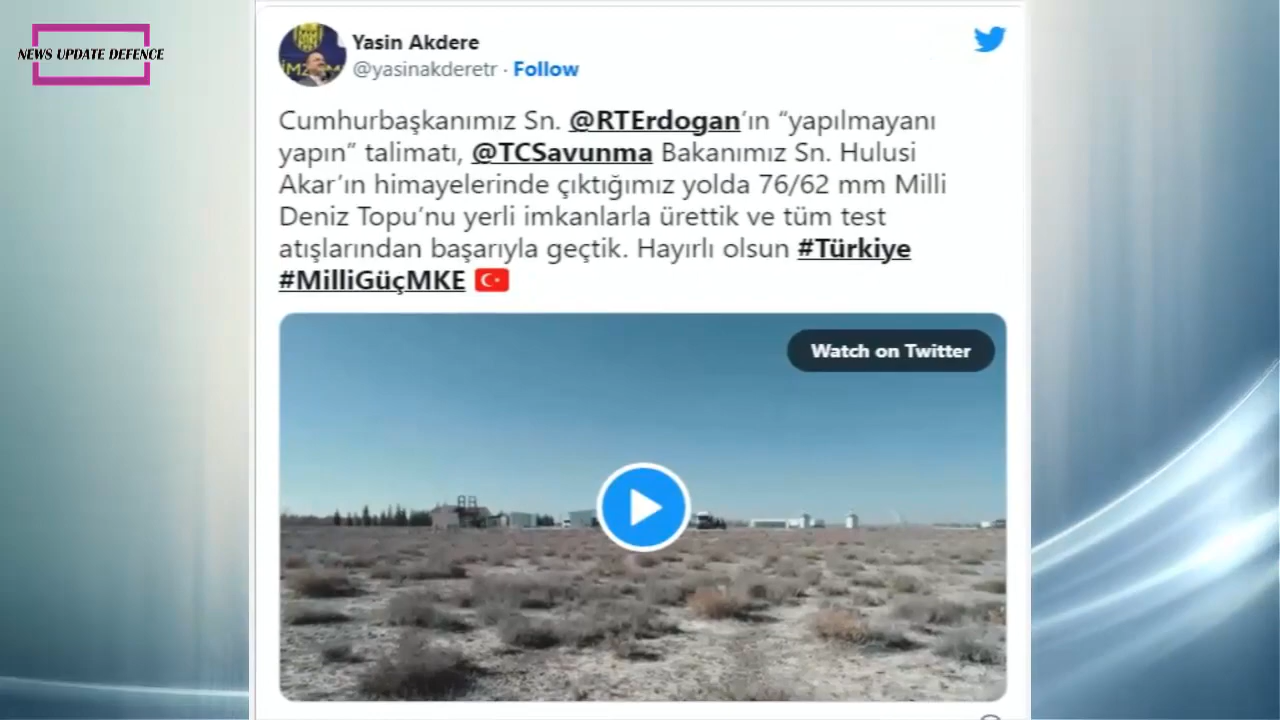 NEWS UPDATE DEFENCE
Yasin Akdere
@yasinakderetr · Follow
Cumhurbaşkanımız Sn. @RTErdogan’ın “yapılmayanı
yapın” talimatı, @TCSavunma Bakanımız Sn. Hulusi
Akar’ın himayelerinde çıktığımız yolda 76/62 mm Milli
Deniz Topu’nu yerli imkanlarla ürettik ve tüm test
atışlarından başarıyla geçtik. Hayırlı olsun #Türkiye
#MilliGüçMKE
Watch on Twitter